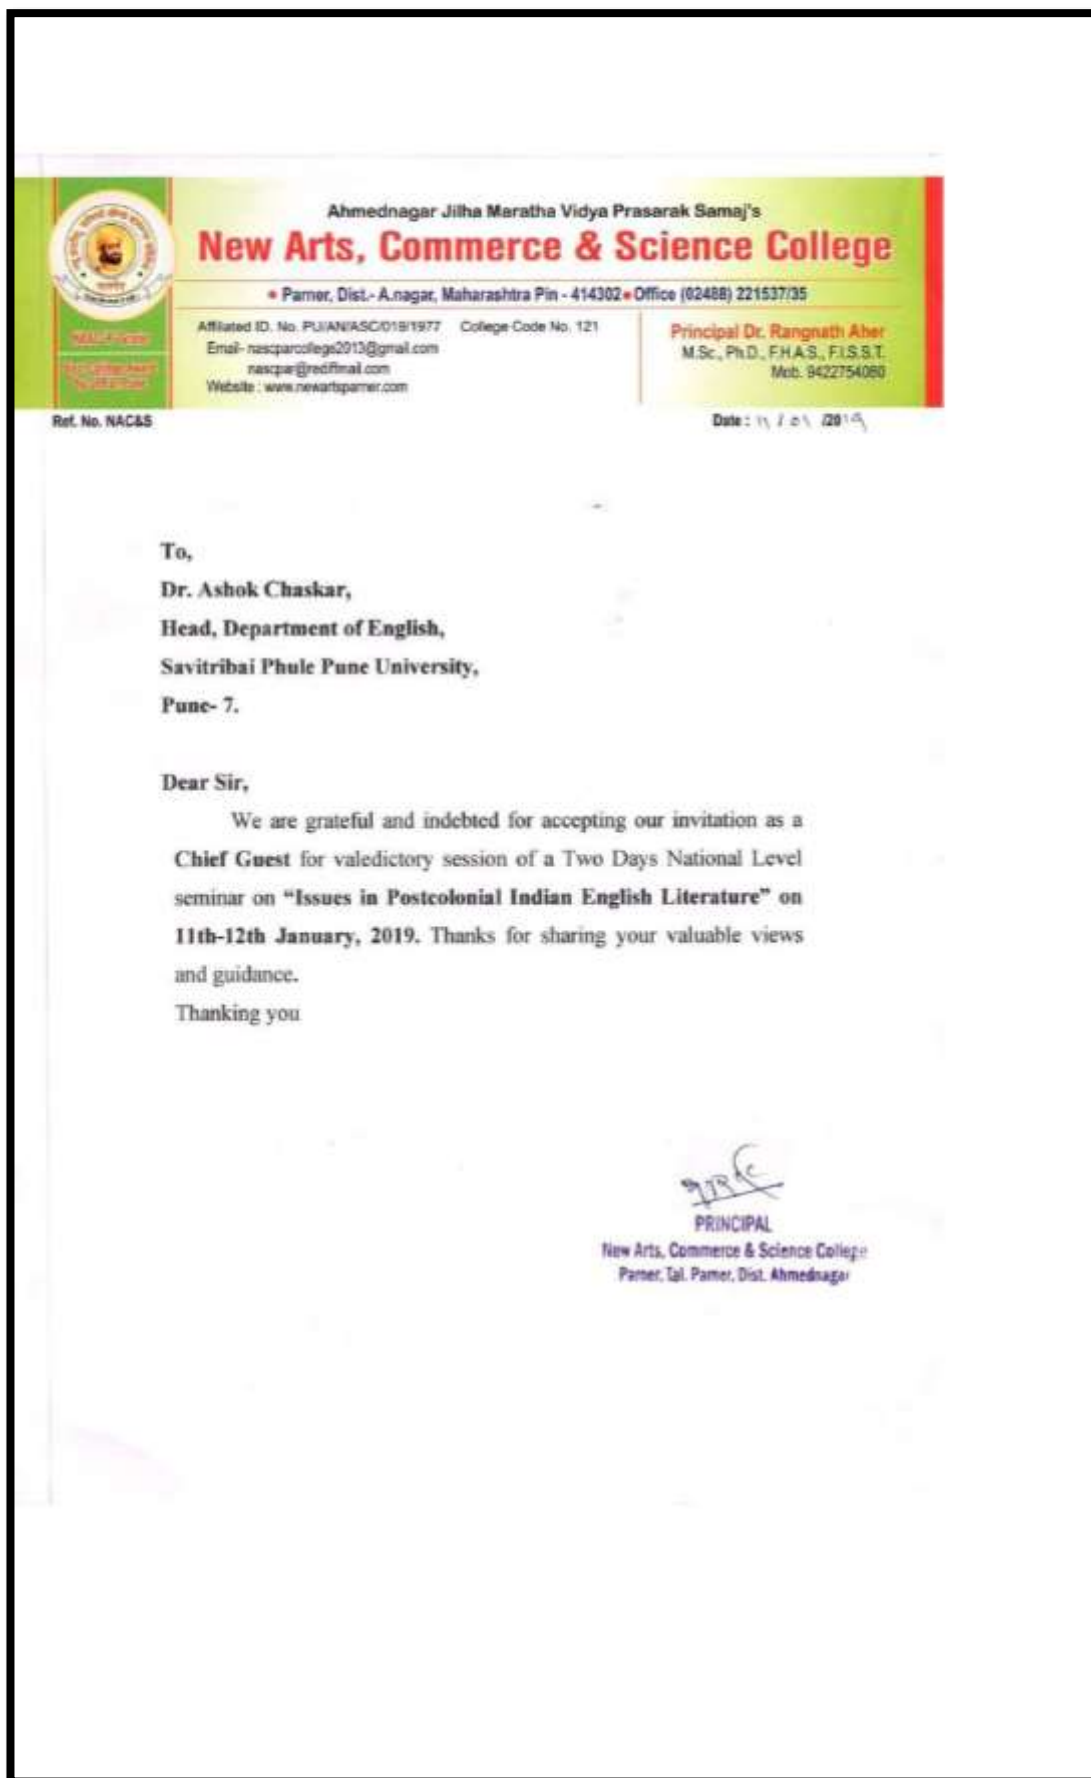 Ahmednagar Jilha Maratha Vidya Prasarak Samaj's
New Arts, Commerce & Science College
• Parner, Dist.- A.nagar, Maharashtra Pin - 414302 • Office (02488) 221537/35
Affiliated ID. No. PU/AN/ASC/019/1977 College Code No. 121
Email- nascparcollege2013@gmail.com
nascpar@rediffmail.com
Website : www.newartsparner.com
Principal Dr. Rangnath Aher
M.Sc., Ph.D., F.H.A.S., F.I.S.S.T.
Mob. 9422754060
Ref. No. NAC&S
Date : 11 / 01 /2019
To,
Dr. Ashok Chaskar,
Head, Department of English,
Savitribai Phule Pune University,
Pune- 7.
Dear Sir,
We are grateful and indebted for accepting our invitation as a
Chief Guest for valedictory session of a Two Days National Level
seminar on “Issues in Postcolonial Indian English Literature” on
11th-12th January, 2019. Thanks for sharing your valuable views
and guidance.
Thanking you
PRINCIPAL
New Arts, Commerce & Science College
Parner, Tal. Parner, Dist. Ahmednagar